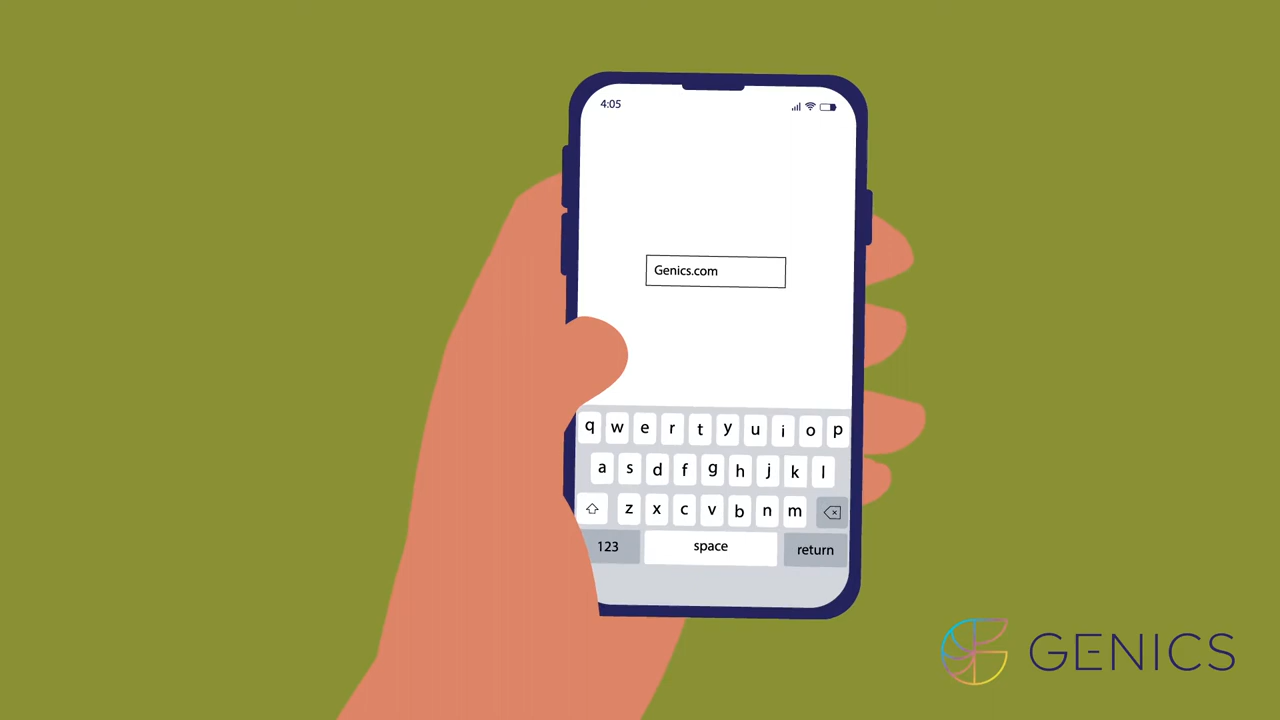 4:05
Genics.com
q w e r t y u i o p
a s d f g h j k l
z x c v b n m
123 space return
GENICS